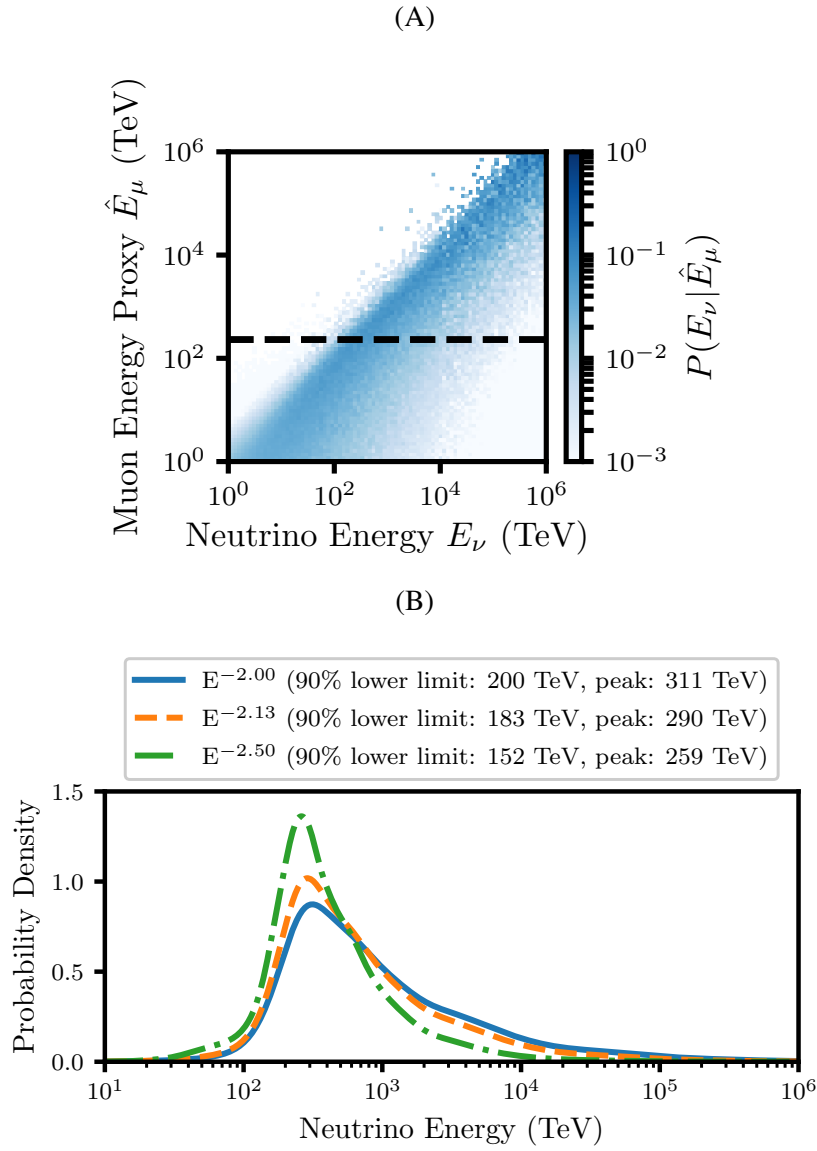 (A)
Muon Energy Proxy Ê_μ (TeV)
10^6
10^4
10^2
10^0
10^0 10^2 10^4 10^6
Neutrino Energy E_ν (TeV)
10^0
10^-1
10^-2
10^-3
P(E_ν|Ê_μ)
(B)
E^-2.00 (90% lower limit: 200 TeV, peak: 311 TeV)
E^-2.13 (90% lower limit: 183 TeV, peak: 290 TeV)
E^-2.50 (90% lower limit: 152 TeV, peak: 259 TeV)
Probability Density
1.5
1.0
0.5
0.0
10^1 10^2 10^3 10^4 10^5 10^6
Neutrino Energy (TeV)